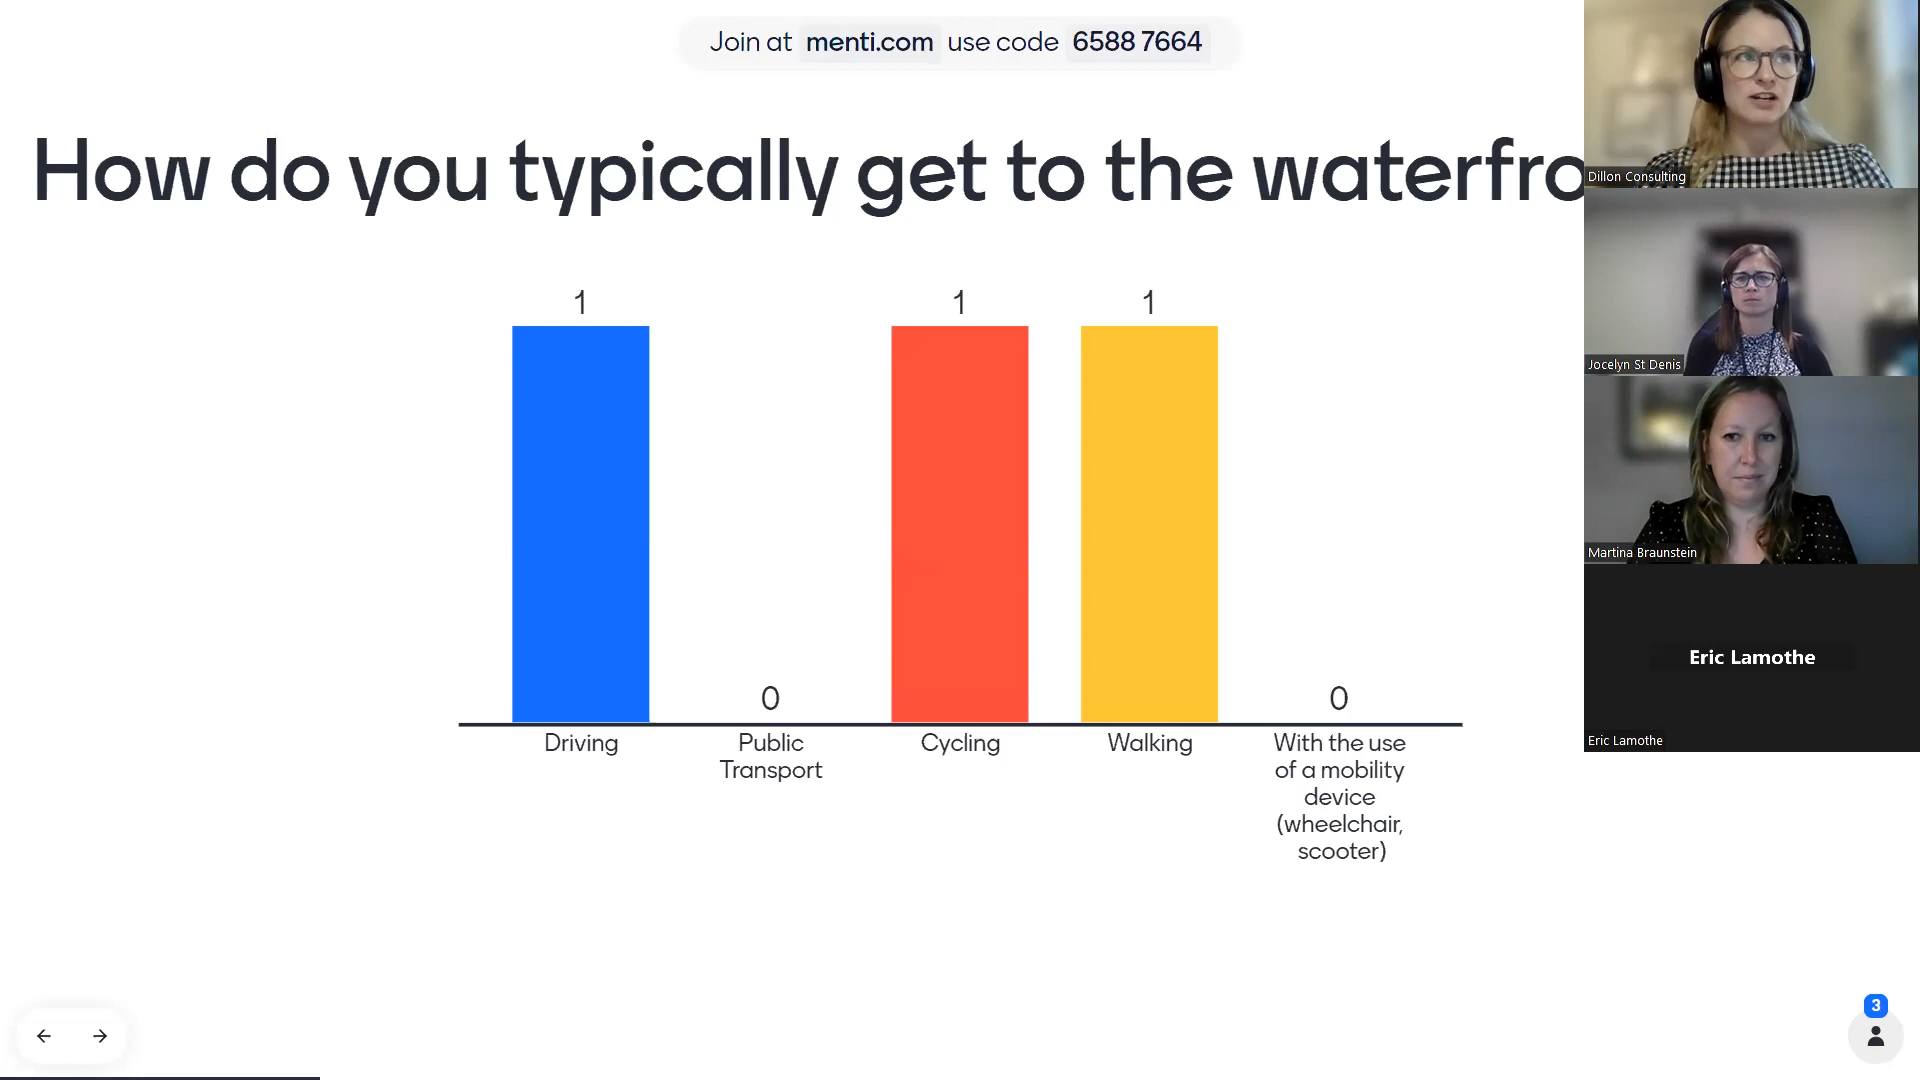 Join at menti.com use code 6588 7664
How do you typically get to the waterfro
1
0
1
1
0
Driving
Public
Transport
Cycling
Walking
With the use
of a mobility
device
(wheelchair,
scooter)
Dillon Consulting
Jocelyn St Denis
Martina Braunstein
Eric Lamothe
Eric Lamothe
3